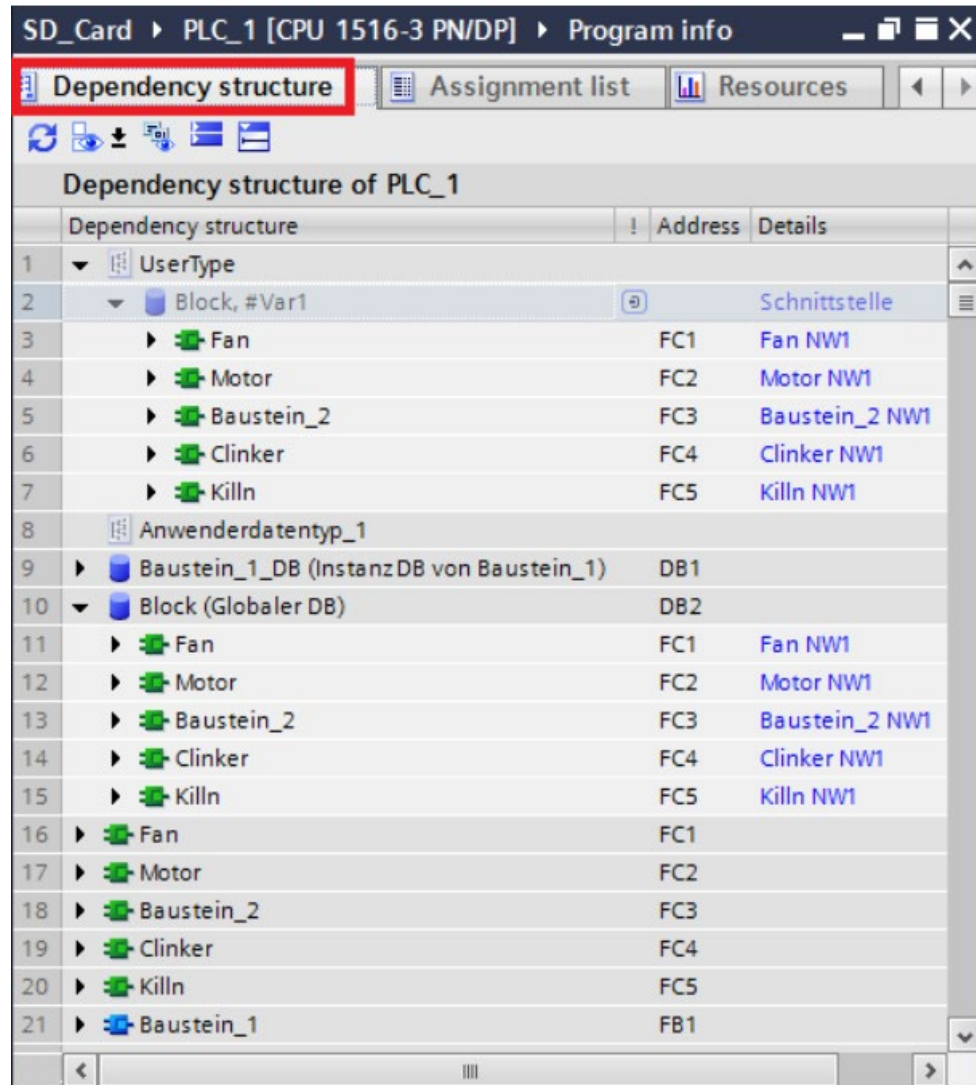 SD_Card ▸ PLC_1 [CPU 1516-3 PN/DP] ▸ Program info
Dependency structure Assignment list Resources
Dependency structure of PLC_1
Dependency structure ! Address Details
1 UserType
2 Block, #Var1 Schnittstelle
3 Fan FC1 Fan NW1
4 Motor FC2 Motor NW1
5 Baustein_2 FC3 Baustein_2 NW1
6 Clinker FC4 Clinker NW1
7 Killn FC5 Killn NW1
8 Anwenderdatentyp_1
9 Baustein_1_DB (InstanzDB von Baustein_1) DB1
10 Block (Globaler DB) DB2
11 Fan FC1 Fan NW1
12 Motor FC2 Motor NW1
13 Baustein_2 FC3 Baustein_2 NW1
14 Clinker FC4 Clinker NW1
15 Killn FC5 Killn NW1
16 Fan FC1
17 Motor FC2
18 Baustein_2 FC3
19 Clinker FC4
20 Killn FC5
21 Baustein_1 FB1